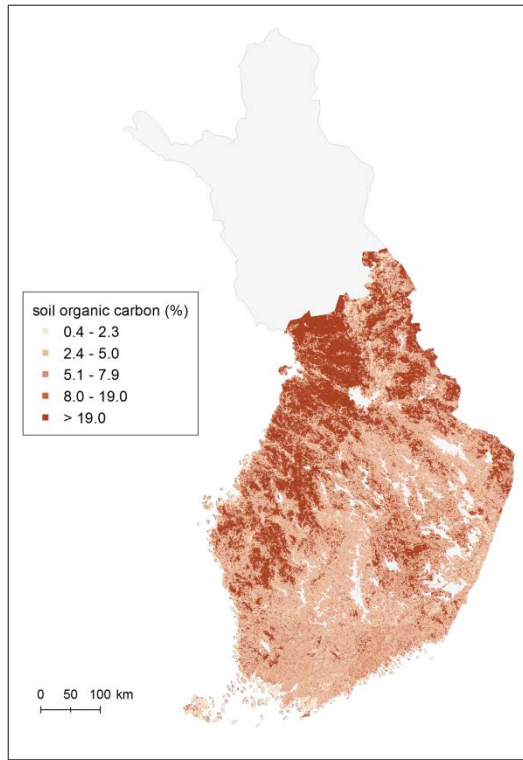 soil organic carbon (%)
0.4 - 2.3
2.4 - 5.0
5.1 - 7.9
8.0 - 19.0
> 19.0
0 50 100 km